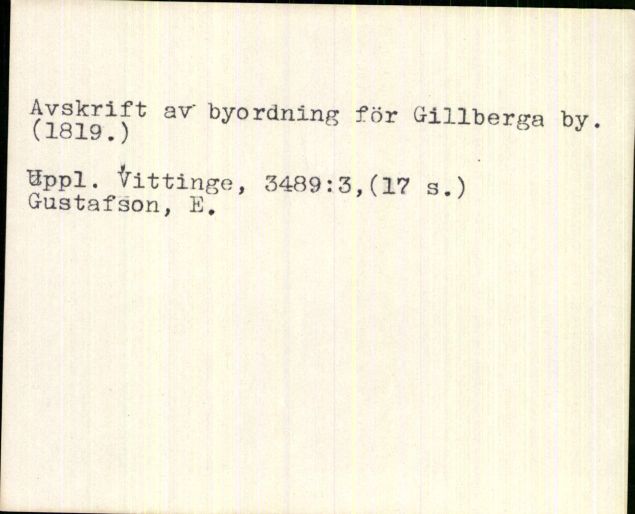 Avskrift av byordning för Gillberga by.
(1819.)
Uppl. Vittinge, 3489:3,(17 s.)
Gustafson, E.